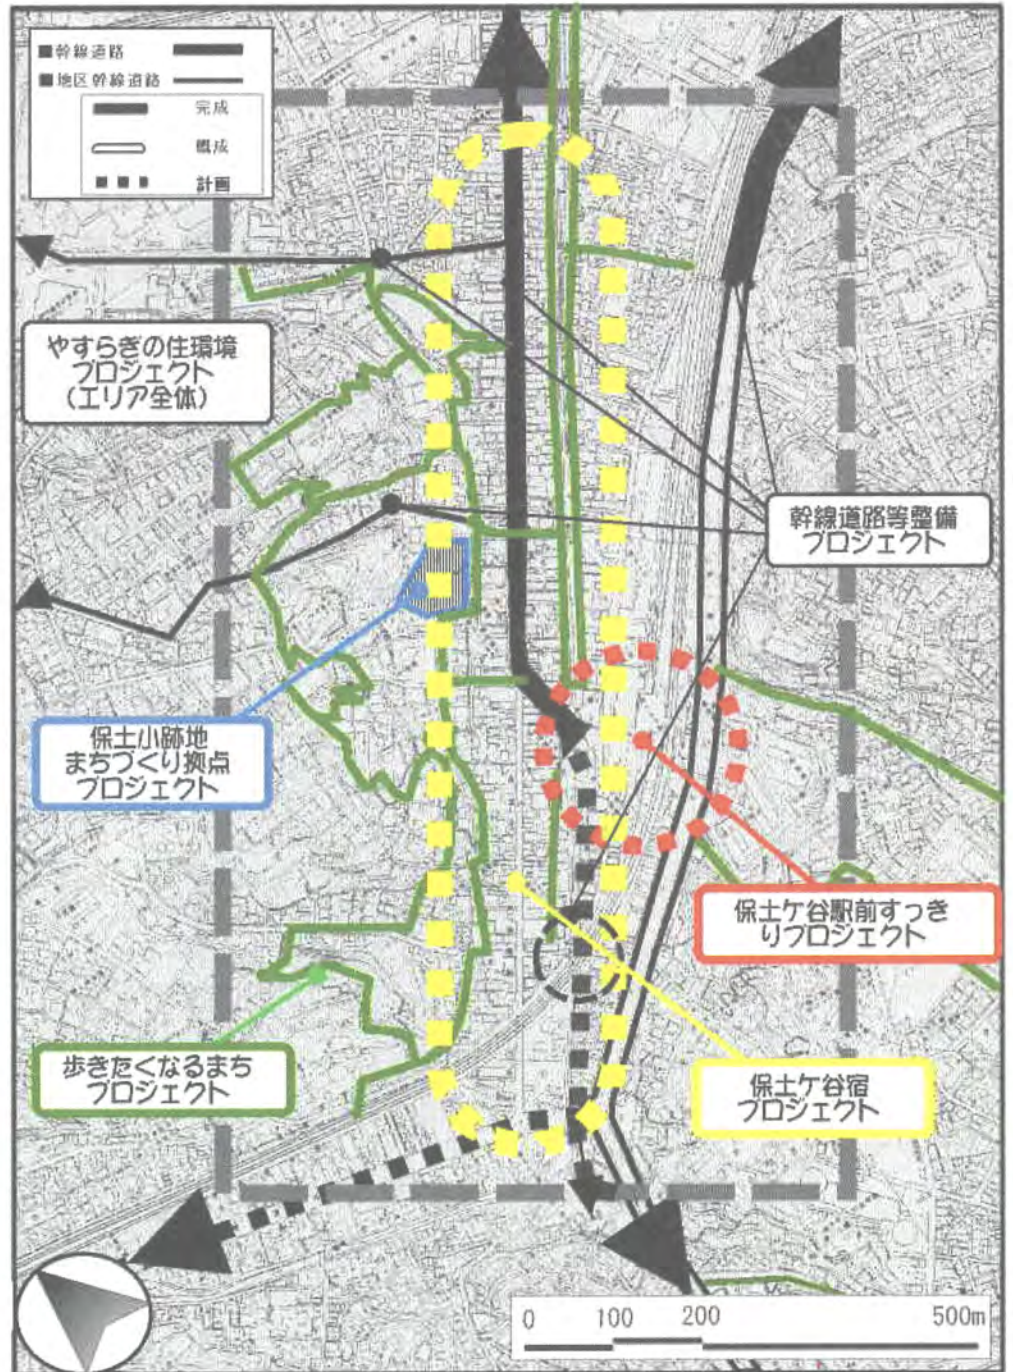 ■幹線道路
■地区幹線道路
完成
概成
計画
やすらぎの住環境
プロジェクト
(エリア全体)
幹線道路等整備
プロジェクト
保土小跡地
まちづくり拠点
プロジェクト
保土ケ谷駅前すっき
りプロジェクト
歩きたくなるまち
プロジェクト
保土ケ谷宿
プロジェクト
0 100 200 500m